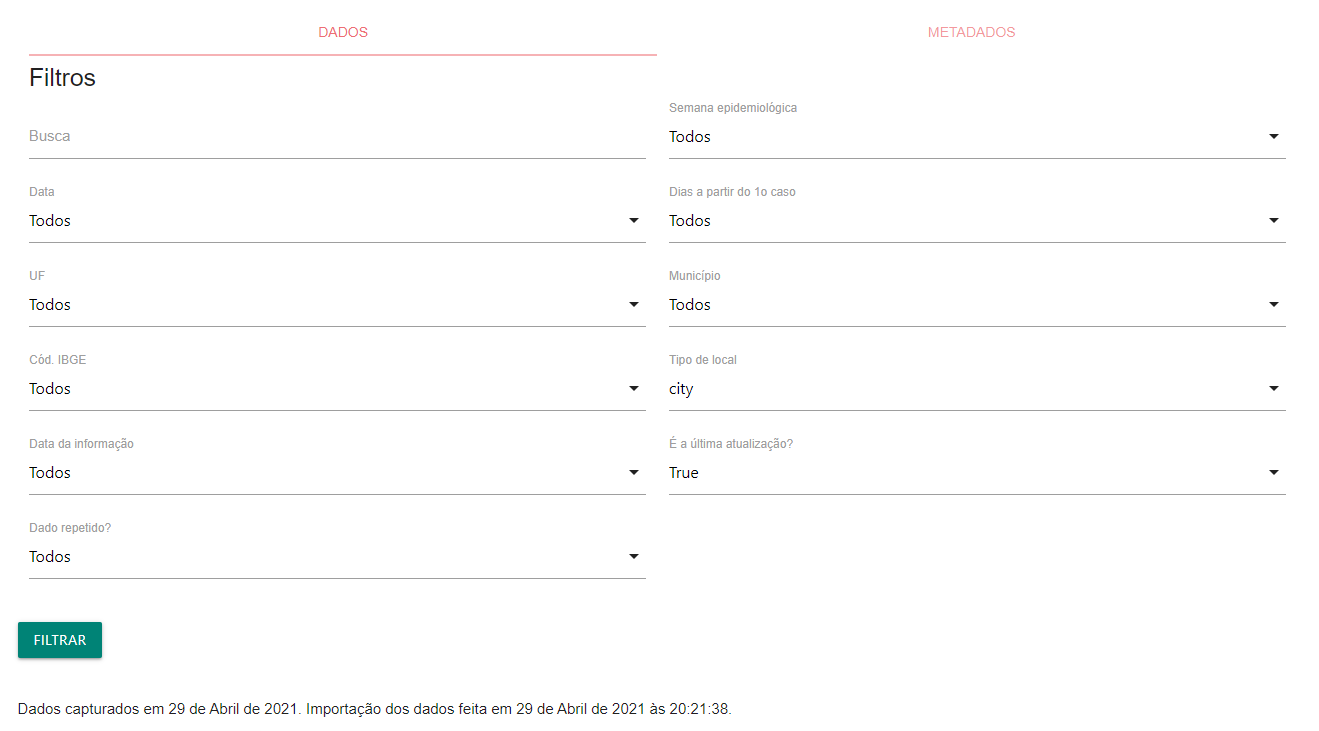 DADOS
METADADOS
Filtros
Busca
Semana epidemiológica
Todos
Data
Todos
Dias a partir do 1o caso
Todos
UF
Todos
Município
Todos
Cód. IBGE
Todos
Tipo de local
city
Data da informação
Todos
É a última atualização?
True
Dado repetido?
Todos
FILTRAR
Dados capturados em 29 de Abril de 2021. Importação dos dados feita em 29 de Abril de 2021 às 20:21:38.